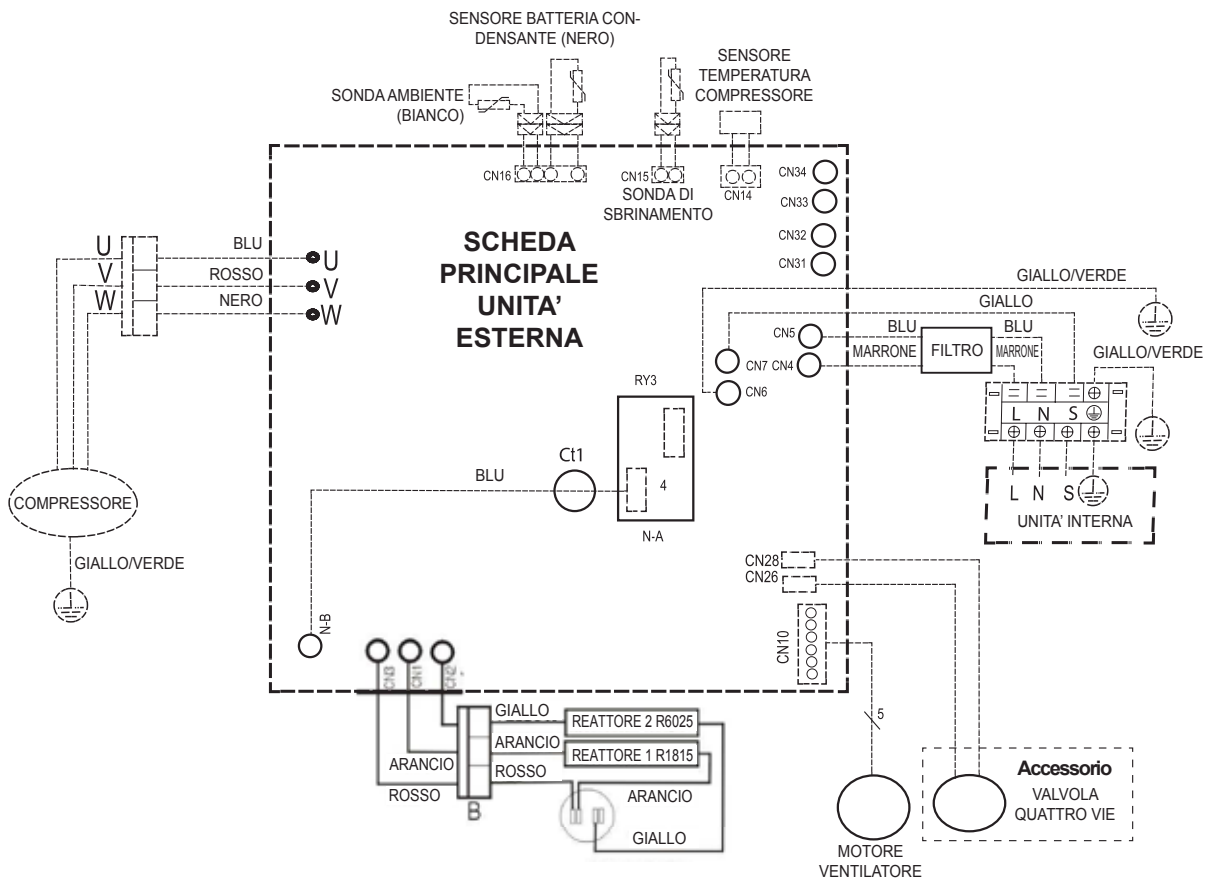 SENSORE BATTERIA CON-
DENSANTE (NERO)
SENSORE
TEMPERATURA
COMPRESSORE
SONDA AMBIENTE
(BIANCO)
CN16
CN15
SONDA DI
SBRINAMENTO
CN14
CN34
CN33
CN32
CN31
SCHEDA
PRINCIPALE
UNITA'
ESTERNA
U
V
W
BLU
ROSSO
NERO
U
V
W
GIALLO/VERDE
GIALLO
CN5
BLU
BLU
CN7
CN4
MARRONE
FILTRO
MARRONE
GIALLO/VERDE
CN6
L N S
L N S
UNITA' INTERNA
RY3
Ct1
BLU
4
N-A
COMPRESSORE
GIALLO/VERDE
N-B
CN28
CN26
CN10
5
CN3
CN1
CN2
GIALLO
REATTORE 2 R6025
ARANCIO
REATTORE 1 R1815
ARANCIO
ROSSO
ROSSO
ARANCIO
B
GIALLO
Accessorio
VALVOLA
QUATTRO VIE
MOTORE
VENTILATORE